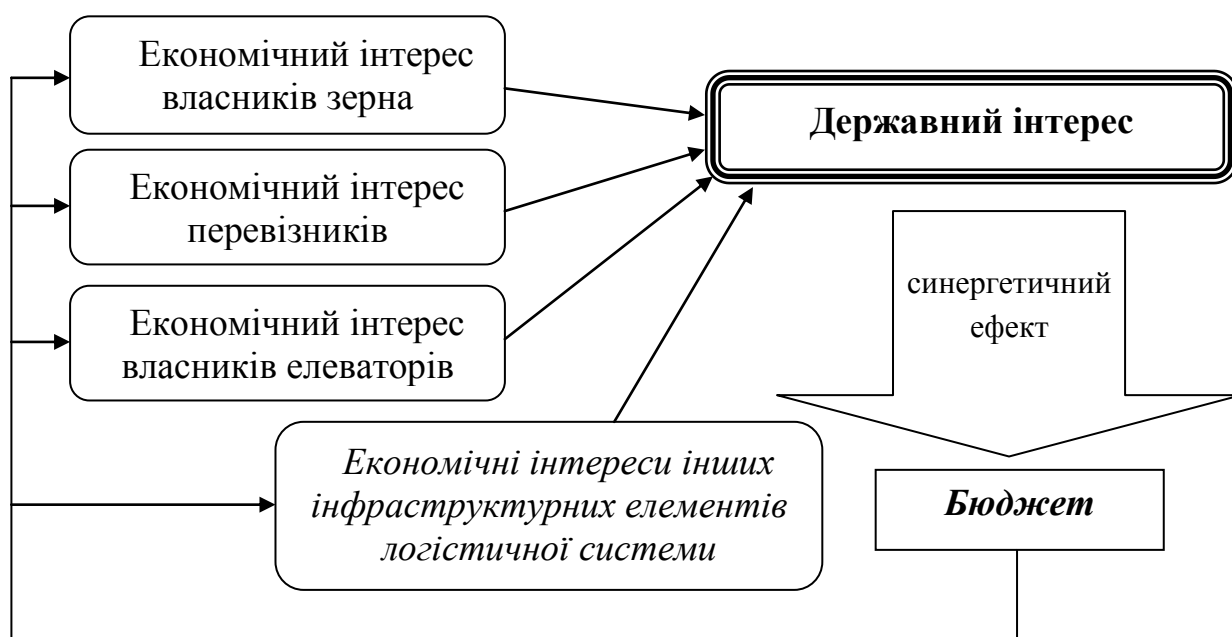 Економічний інтерес
власників зерна
Державний інтерес
Економічний інтерес
перевізників
Економічний інтерес
власників елеваторів
синергетичний
ефект
Економічні інтереси інших
інфраструктурних елементів
логістичної системи
Бюджет